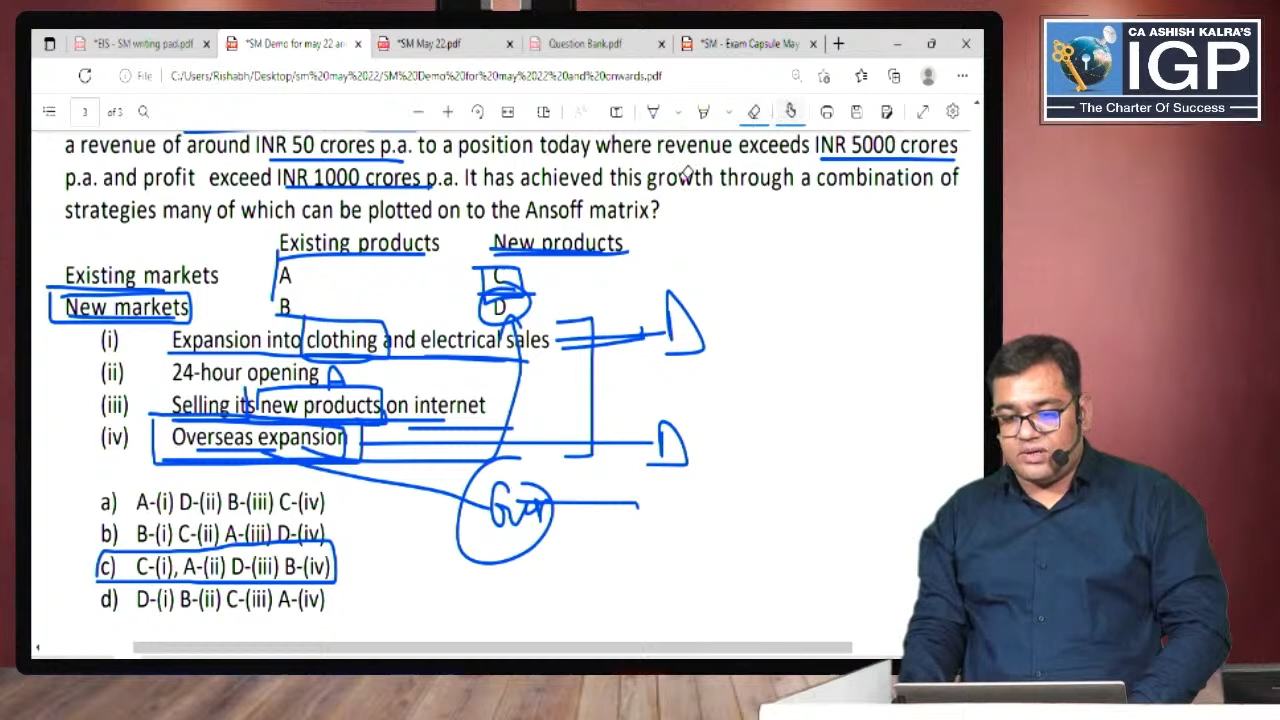 *EIS - SM writing pad.pdf
*SM Demo for may 22 an
*SM May 22.pdf
Question Bank.pdf
*SM - Exam Capsule May
File
C:/Users/Rishabh/Desktop/sm%20may%2022/SM%20Demo%20for%20may%2022%20and%20onwards.pdf
3 of 3
a revenue of around INR 50 crores p.a. to a position today where revenue exceeds INR 5000 crores
p.a. and profit exceed INR 1000 crores p.a. It has achieved this growth through a combination of
strategies many of which can be plotted on to the Ansoff matrix?
Existing products New products
Existing markets A C
New markets B D
(i) Expansion into clothing and electrical sales D
(ii) 24-hour opening A
(iii) Selling its new products on internet
(iv) Overseas expansion D
a) A-(i) D-(ii) B-(iii) C-(iv)
b) B-(i) C-(ii) A-(iii) D-(iv)
c) C-(i), A-(ii) D-(iii) B-(iv)
d) D-(i) B-(ii) C-(iii) A-(iv)
CA ASHISH KALRA'S
IGP
The Charter Of Success